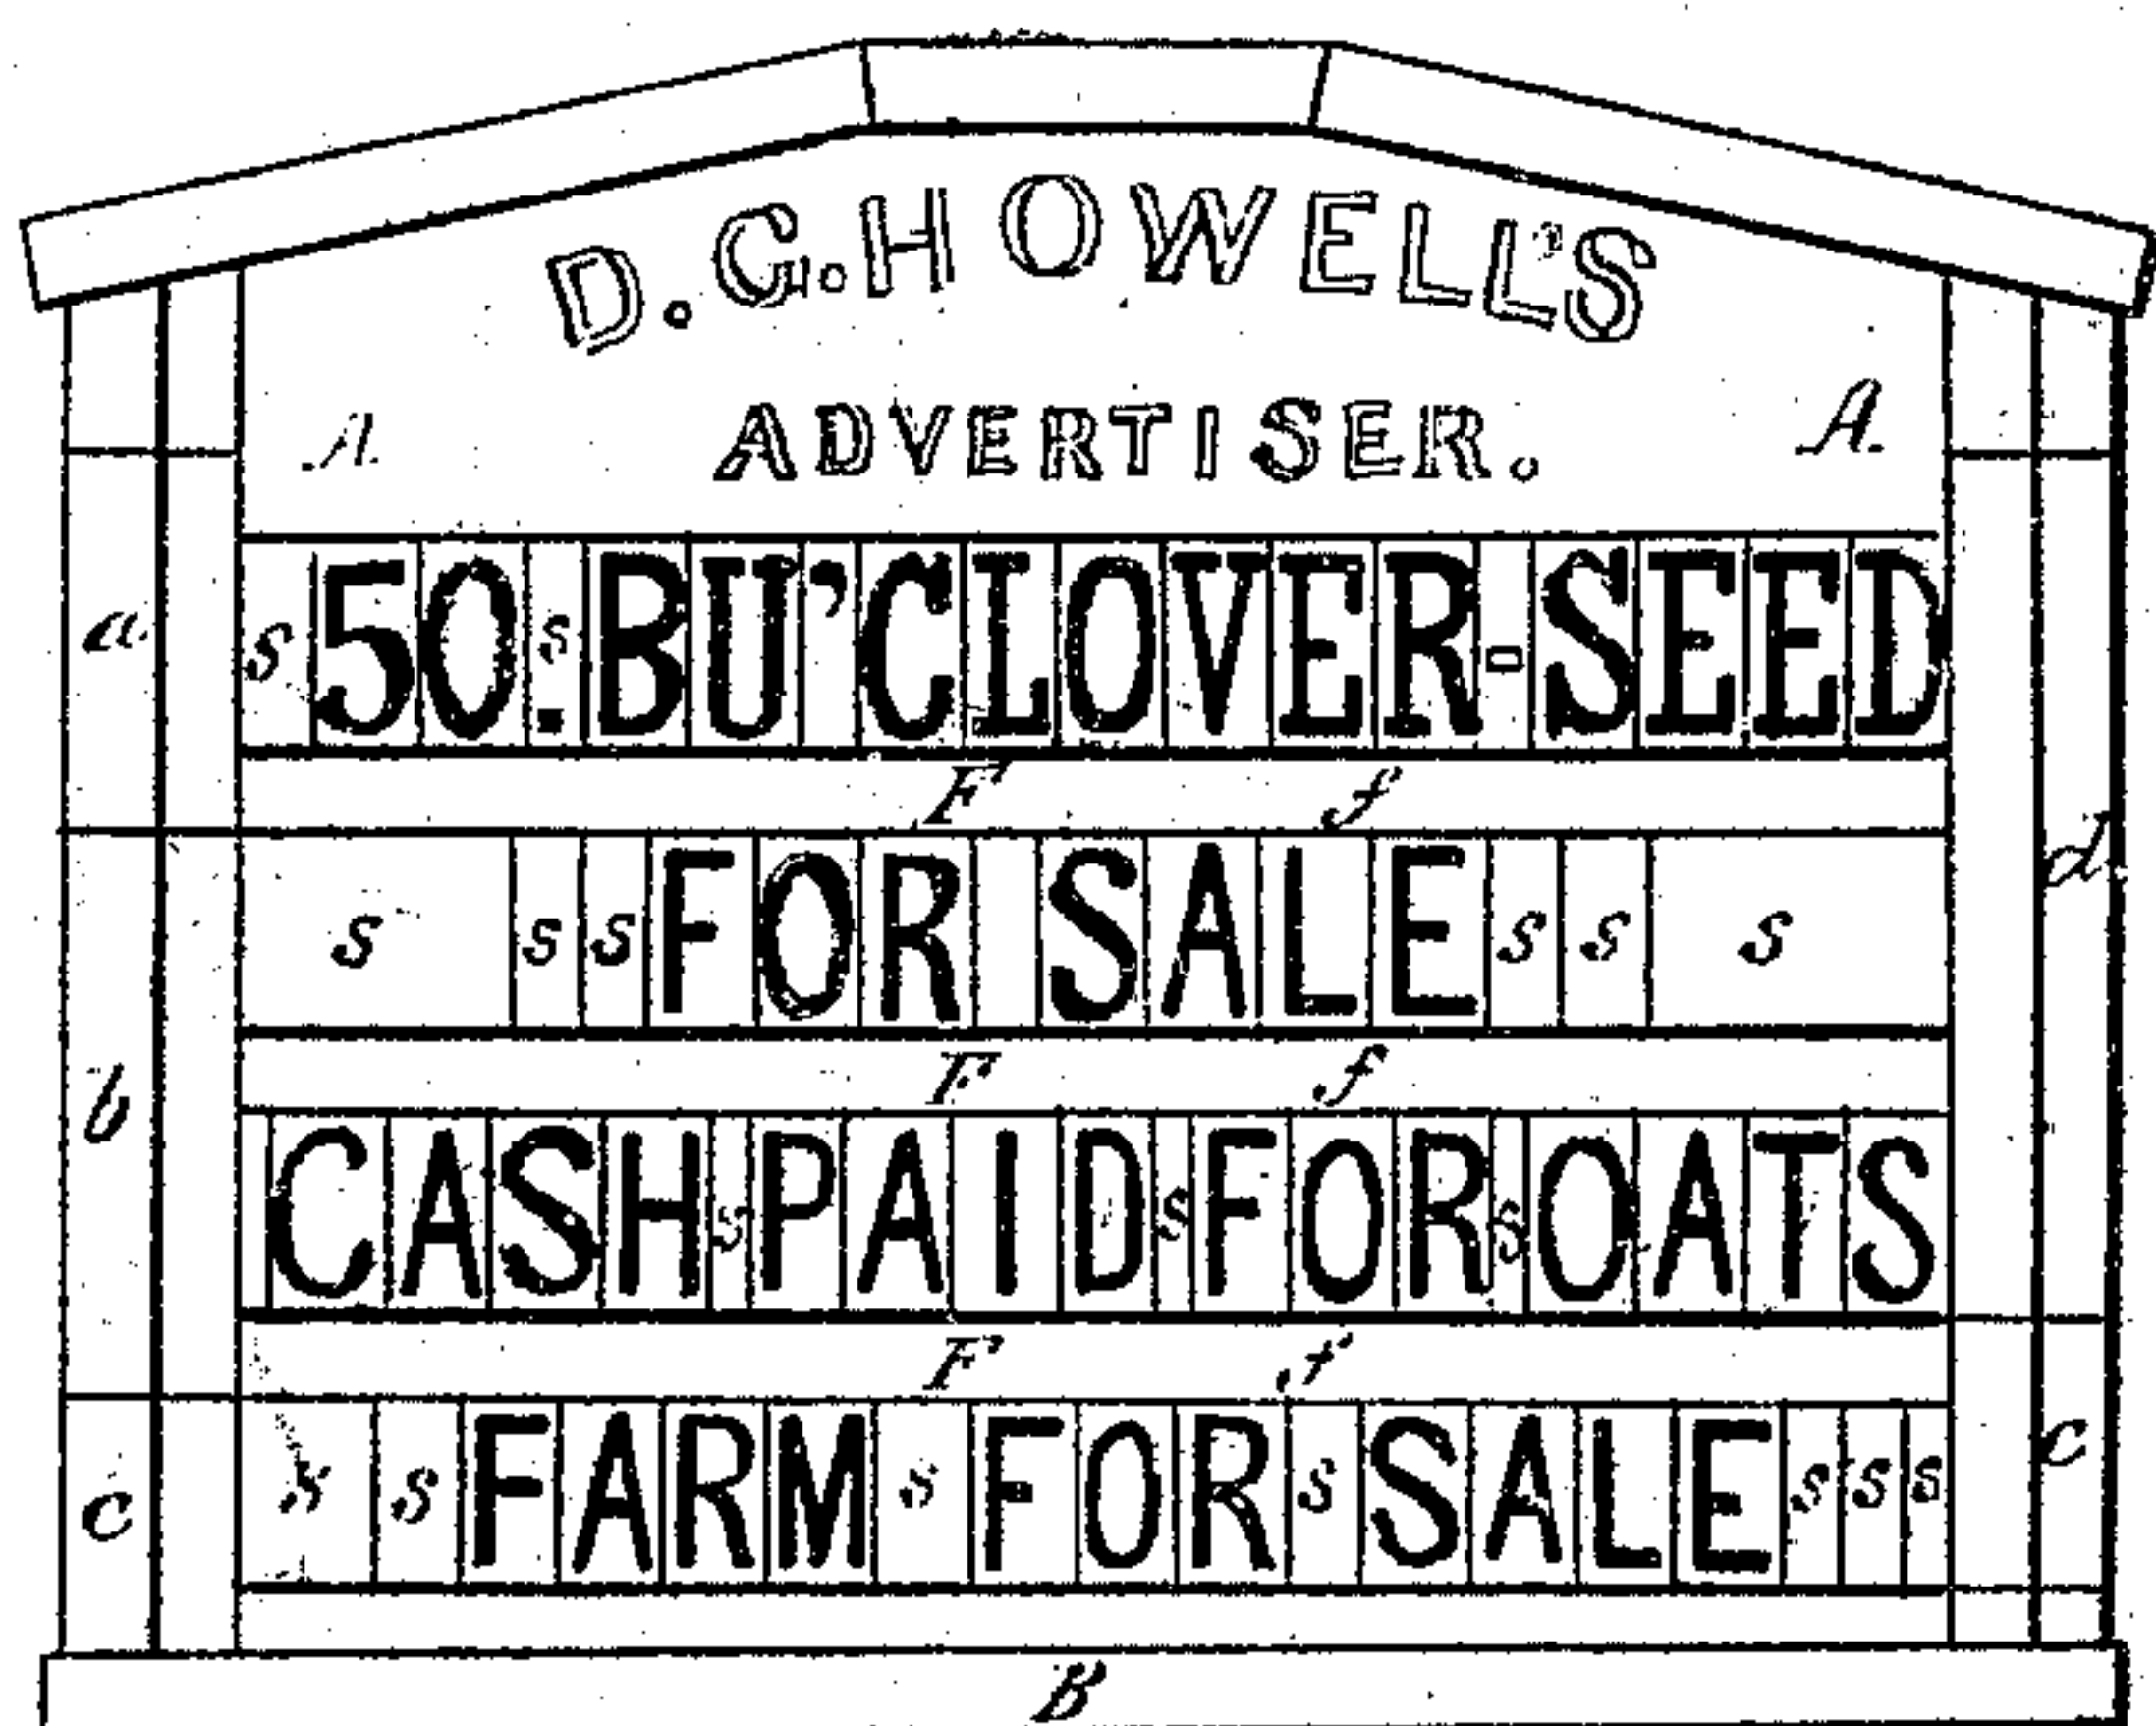 D. G. HOWELL'S
A ADVERTISER. A
a s 50. s BU' CLOVER-SEED
F f
s s s FOR SALE s s s d
F f
b CASH s PAID s FOR s OATS
F f
c s s FARM s FOR s SALE s s s c
B